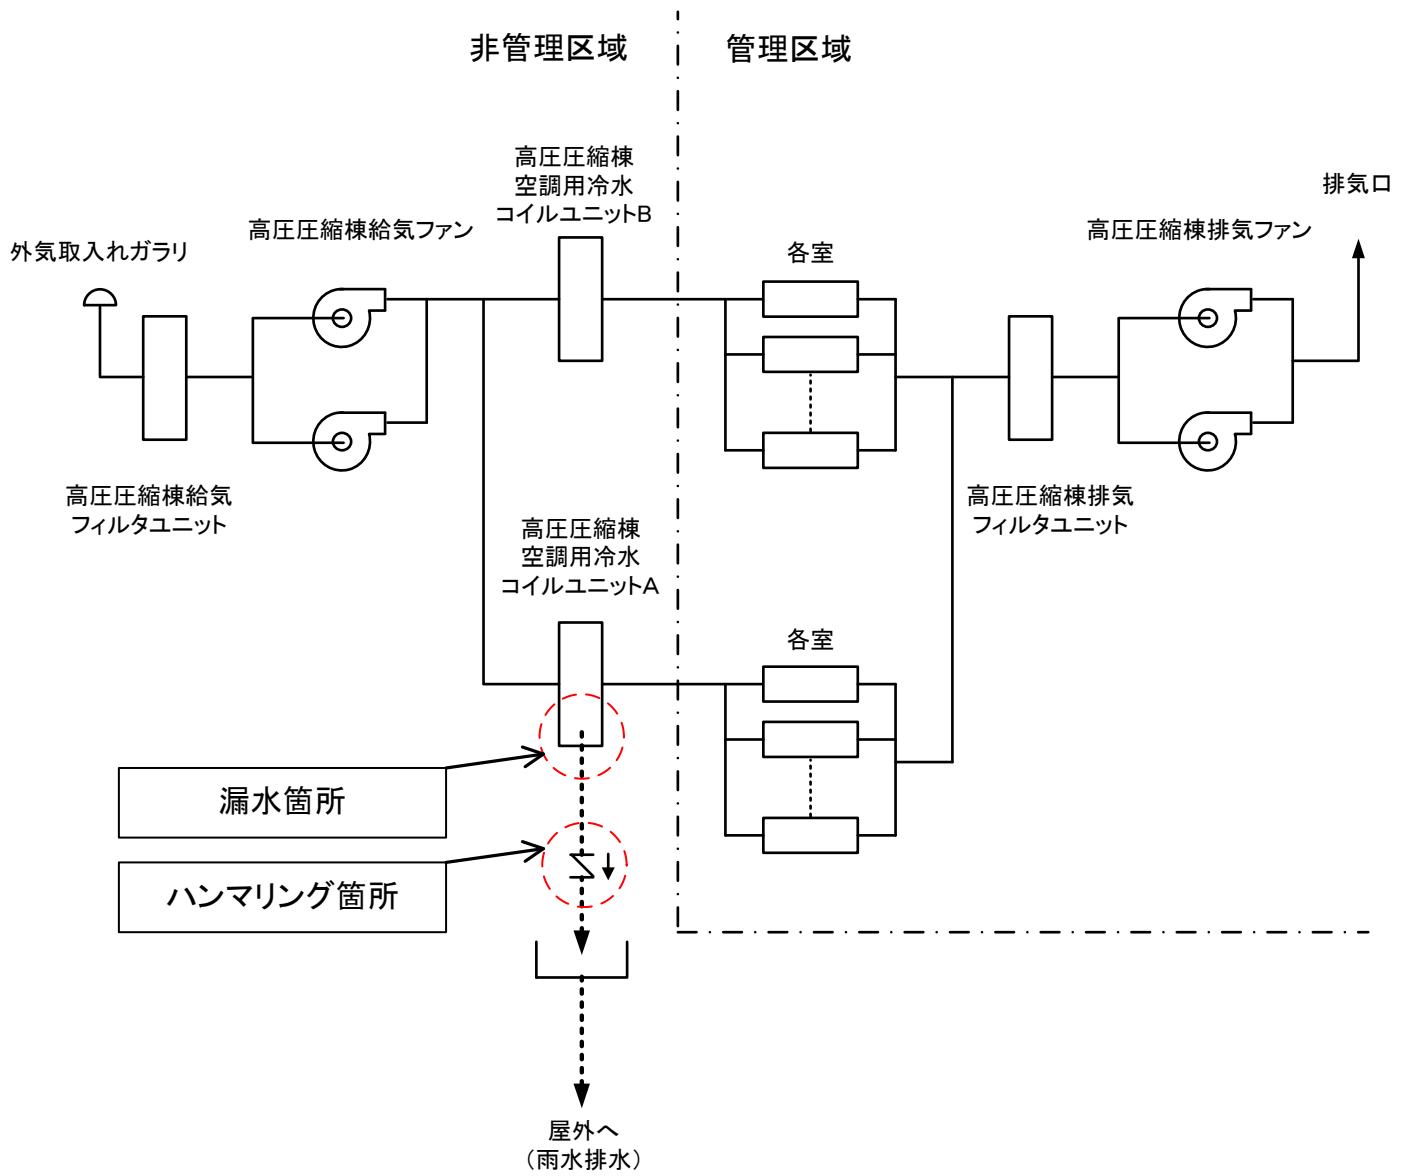 非管理区域
管理区域
高圧圧縮棟
空調用冷水
コイルユニットB
排気口
高圧圧縮棟給気ファン
高圧圧縮棟排気ファン
外気取入れガラリ
各室
高圧圧縮棟給気
フィルタユニット
高圧圧縮棟排気
フィルタユニット
高圧圧縮棟
空調用冷水
コイルユニットA
各室
漏水箇所
ハンマリング箇所
屋外へ
（雨水排水）